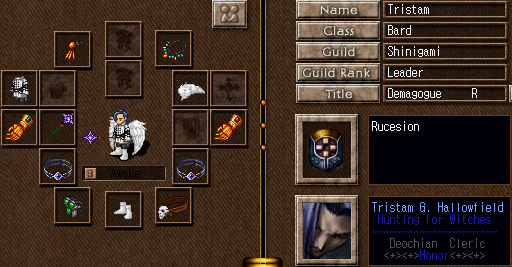 Name Tristam
Class Bard
Guild Shinigami
Guild Rank Leader
Title Demagogue R
Awake
Rucesion
Tristam G. Hallowfield
Hunting for Witches
~~~~~~~~~~~~~~~~~~~~
Deochian Cleric
<*><*>Honor<*><*>